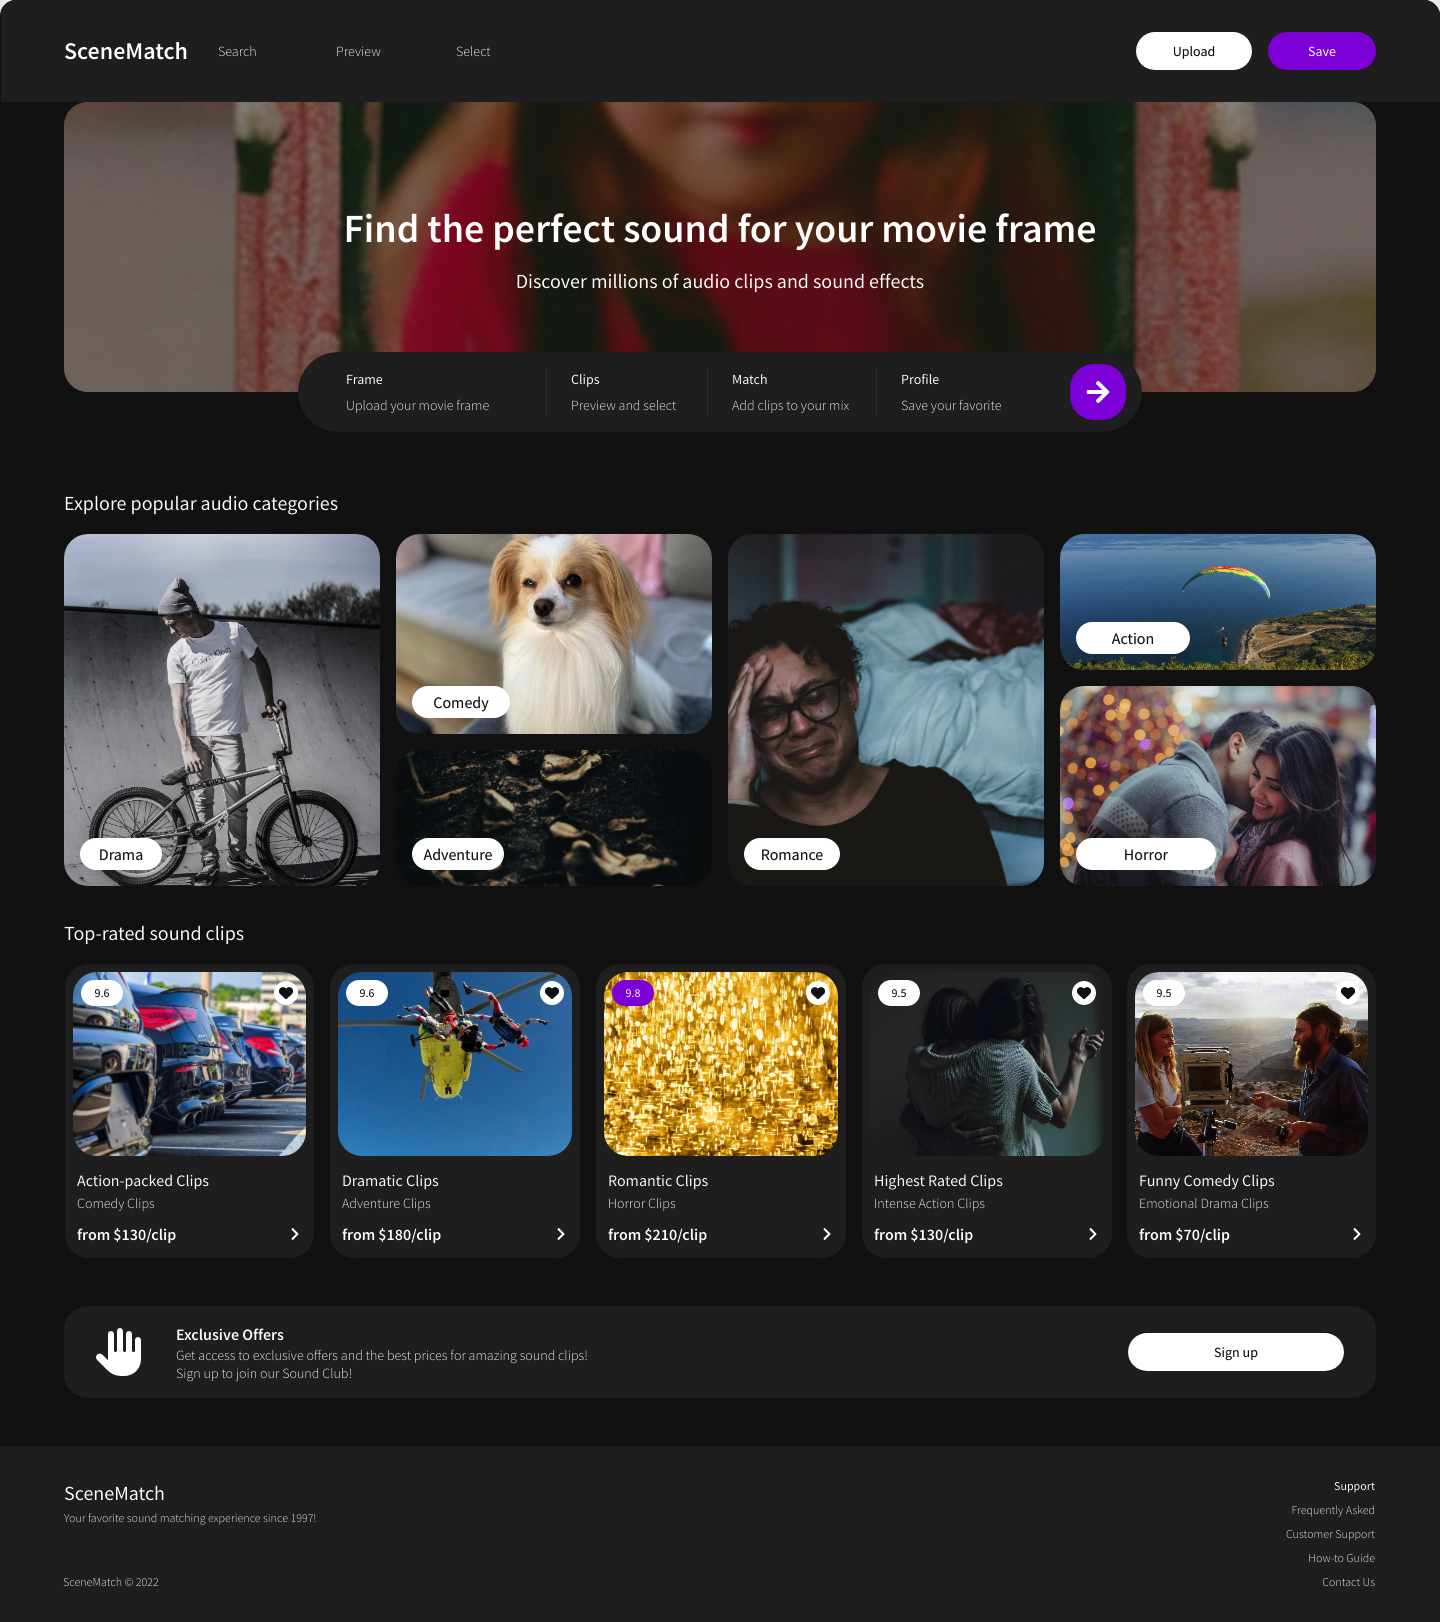 SceneMatch
Search
Preview
Select
Upload
Save
Find the perfect sound for your movie frame
Discover millions of audio clips and sound effects
Frame
Upload your movie frame
Clips
Preview and select
Match
Add clips to your mix
Profile
Save your favorite
Explore popular audio categories
Calvin Klein
Drama
Comedy
Adventure
Romance
Action
Horror
Top-rated sound clips
9.6
Action-packed Clips
Comedy Clips
from $130/clip
9.6
Dramatic Clips
Adventure Clips
from $180/clip
9.8
Romantic Clips
Horror Clips
from $210/clip
9.5
Highest Rated Clips
Intense Action Clips
from $130/clip
9.5
Funny Comedy Clips
Emotional Drama Clips
from $70/clip
Exclusive Offers
Get access to exclusive offers and the best prices for amazing sound clips!
Sign up to join our Sound Club!
Sign up
SceneMatch
Your favorite sound matching experience since 1997!
SceneMatch © 2022
Support
Frequently Asked
Customer Support
How-to Guide
Contact Us